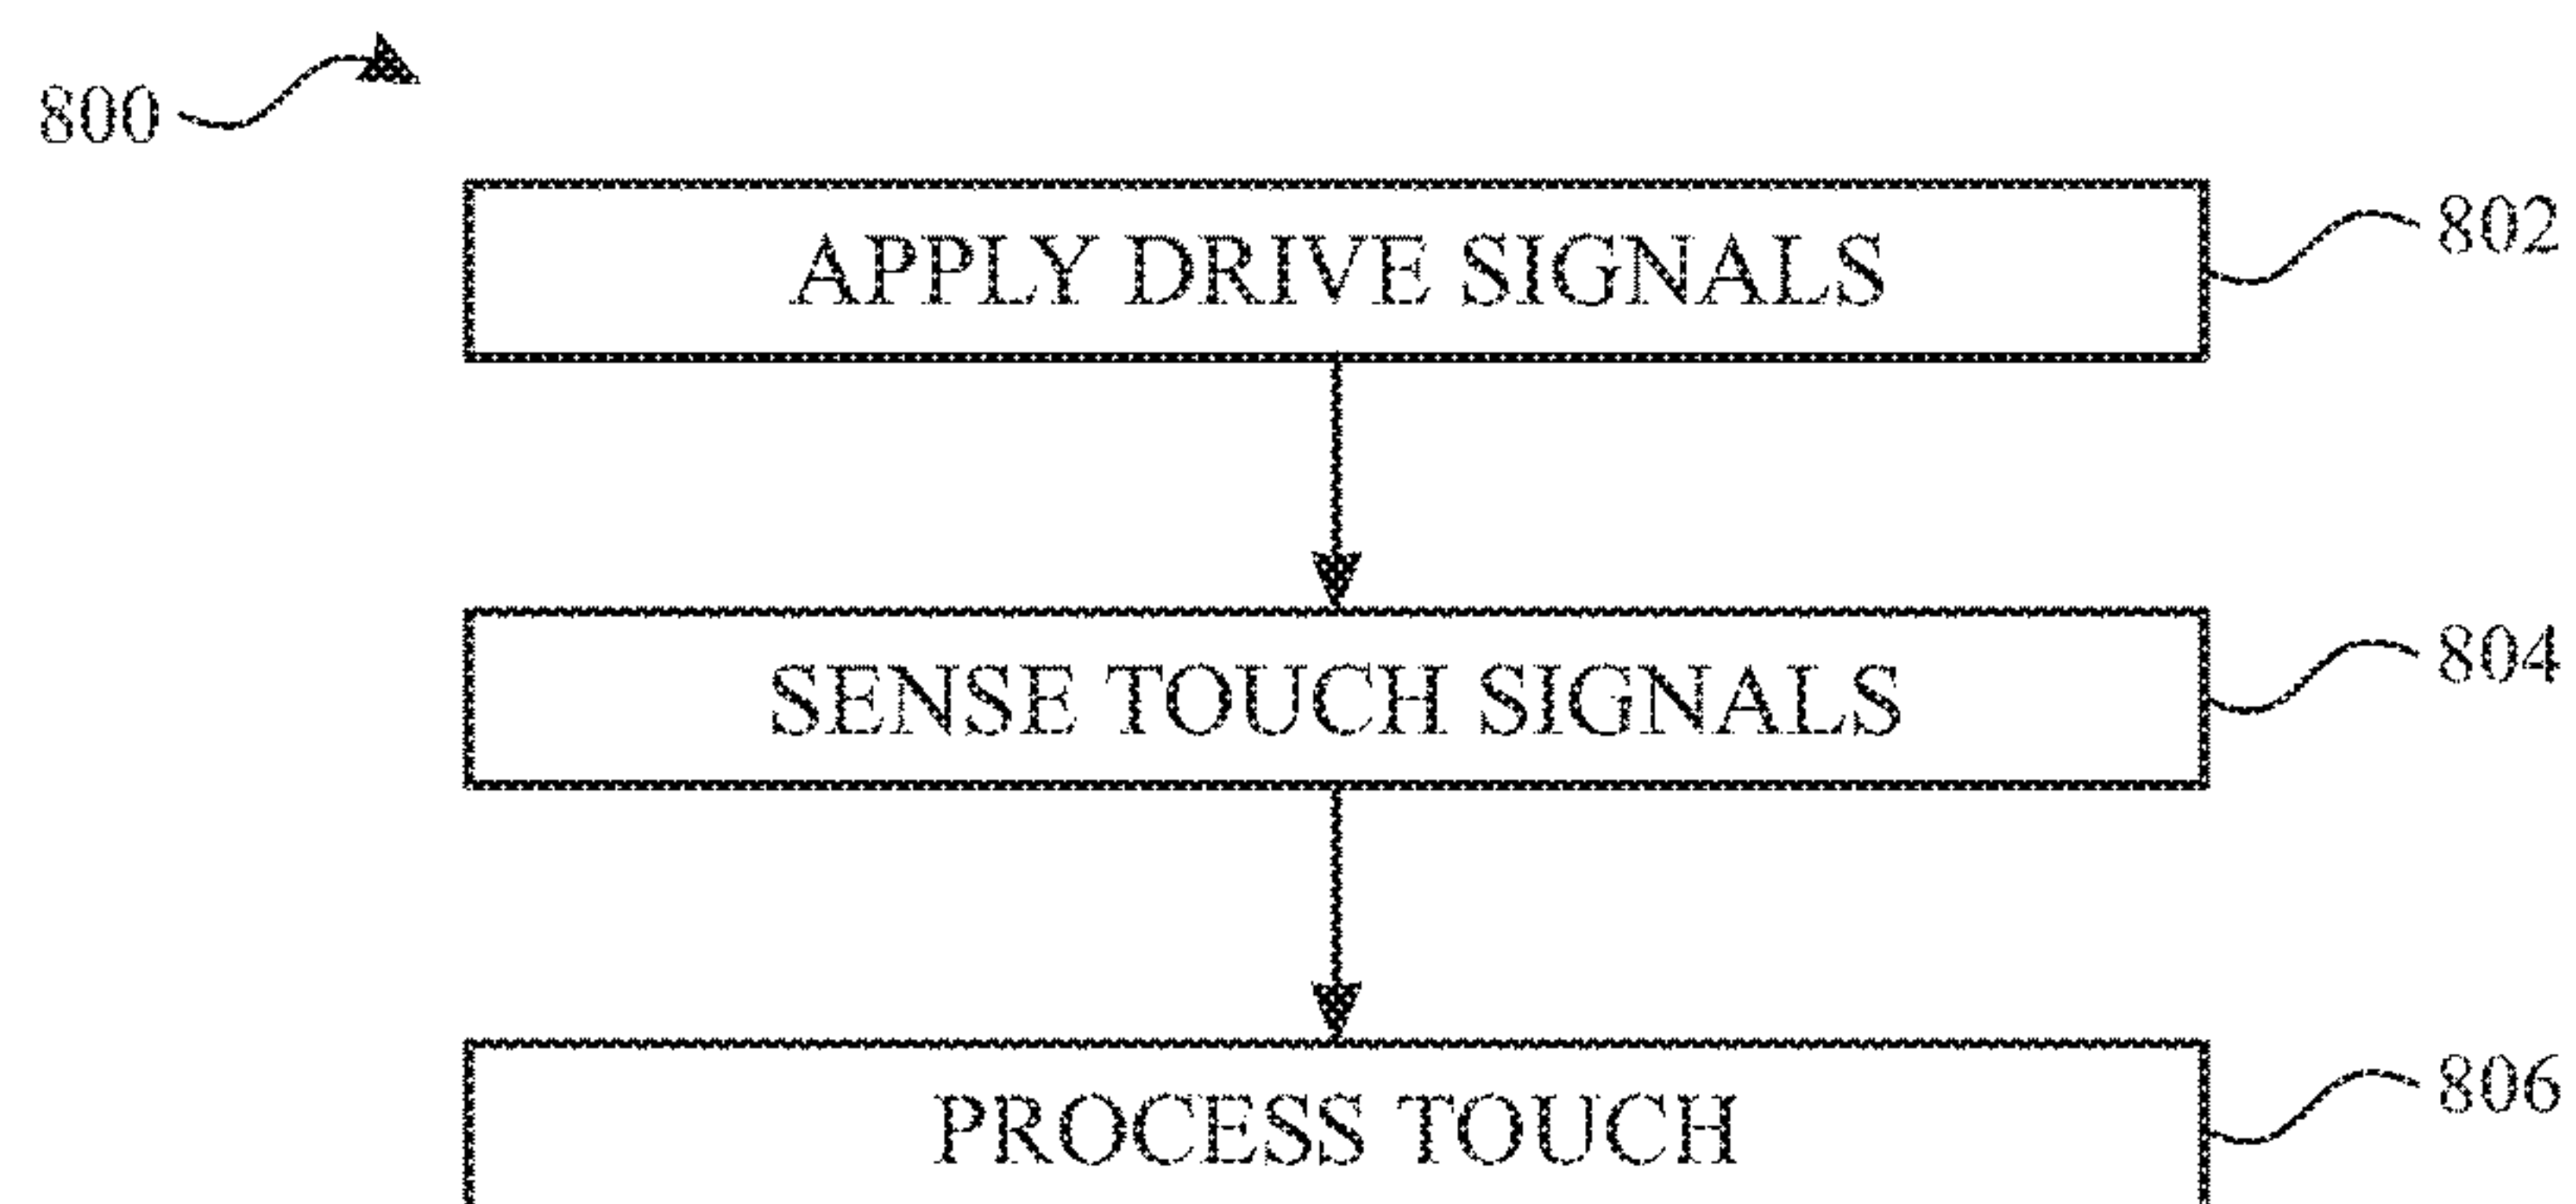 800
APPLY DRIVE SIGNALS
802
SENSE TOUCH SIGNALS
804
PROCESS TOUCH
806